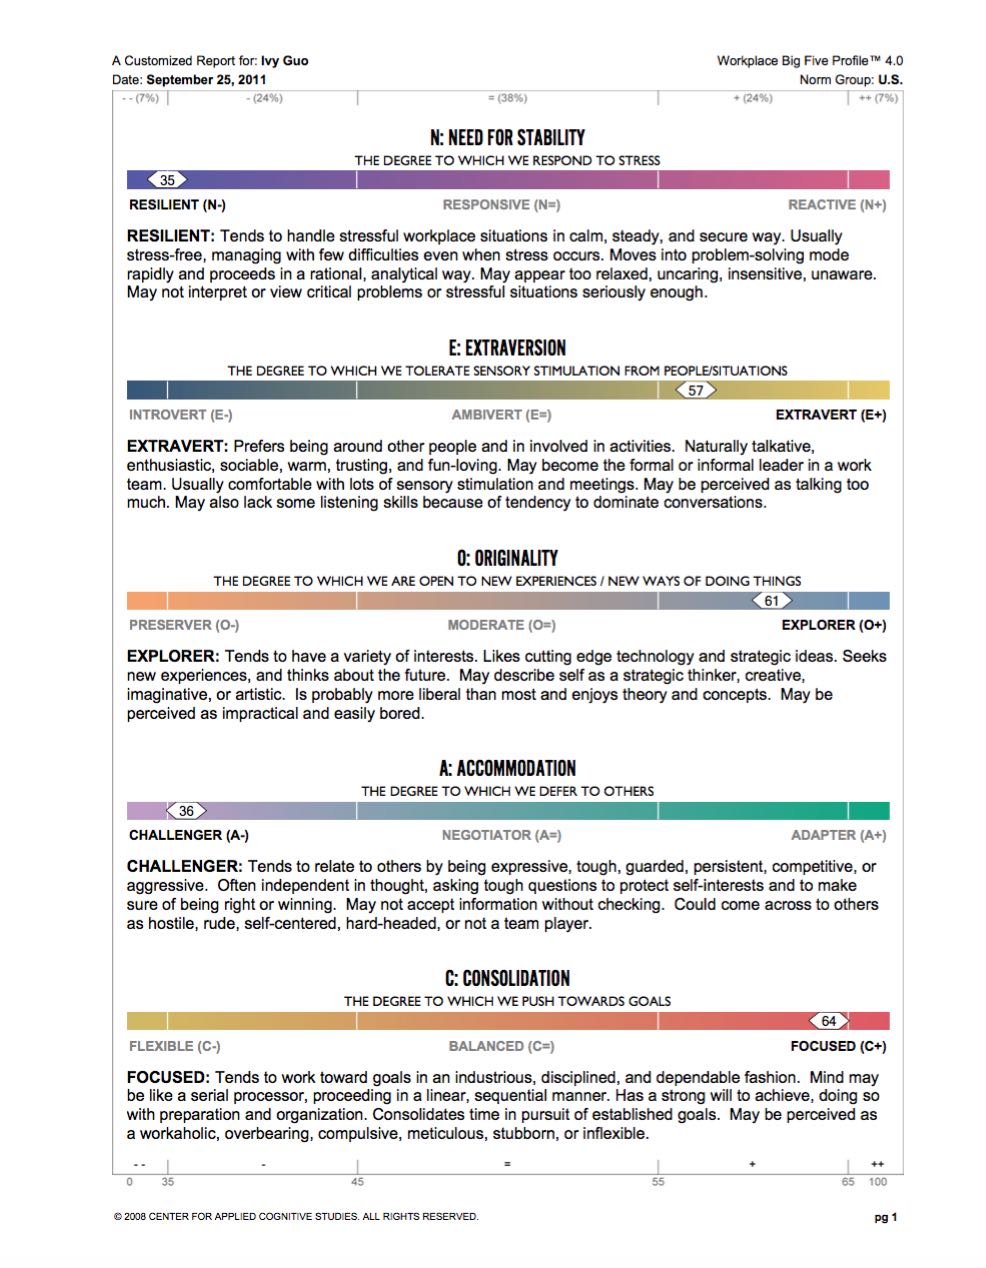 A Customized Report for: Ivy Guo
Workplace Big Five Profile™ 4.0
Date: September 25, 2011
Norm Group: U.S.
- - (7%) - (24%) = (38%) + (24%) ++ (7%)
N: NEED FOR STABILITY
THE DEGREE TO WHICH WE RESPOND TO STRESS
35
RESILIENT (N-) RESPONSIVE (N=) REACTIVE (N+)
RESILIENT: Tends to handle stressful workplace situations in calm, steady, and secure way. Usually
stress-free, managing with few difficulties even when stress occurs. Moves into problem-solving mode
rapidly and proceeds in a rational, analytical way. May appear too relaxed, uncaring, insensitive, unaware.
May not interpret or view critical problems or stressful situations seriously enough.
E: EXTRAVERSION
THE DEGREE TO WHICH WE TOLERATE SENSORY STIMULATION FROM PEOPLE/SITUATIONS
57
INTROVERT (E-) AMBIVERT (E=) EXTRAVERT (E+)
EXTRAVERT: Prefers being around other people and in involved in activities. Naturally talkative,
enthusiastic, sociable, warm, trusting, and fun-loving. May become the formal or informal leader in a work
team. Usually comfortable with lots of sensory stimulation and meetings. May be perceived as talking too
much. May also lack some listening skills because of tendency to dominate conversations.
O: ORIGINALITY
THE DEGREE TO WHICH WE ARE OPEN TO NEW EXPERIENCES / NEW WAYS OF DOING THINGS
61
PRESERVER (O-) MODERATE (O=) EXPLORER (O+)
EXPLORER: Tends to have a variety of interests. Likes cutting edge technology and strategic ideas. Seeks
new experiences, and thinks about the future. May describe self as a strategic thinker, creative,
imaginative, or artistic. Is probably more liberal than most and enjoys theory and concepts. May be
perceived as impractical and easily bored.
A: ACCOMMODATION
THE DEGREE TO WHICH WE DEFER TO OTHERS
36
CHALLENGER (A-) NEGOTIATOR (A=) ADAPTER (A+)
CHALLENGER: Tends to relate to others by being expressive, tough, guarded, persistent, competitive, or
aggressive. Often independent in thought, asking tough questions to protect self-interests and to make
sure of being right or winning. May not accept information without checking. Could come across to others
as hostile, rude, self-centered, hard-headed, or not a team player.
C: CONSOLIDATION
THE DEGREE TO WHICH WE PUSH TOWARDS GOALS
64
FLEXIBLE (C-) BALANCED (C=) FOCUSED (C+)
FOCUSED: Tends to work toward goals in an industrious, disciplined, and dependable fashion. Mind may
be like a serial processor, proceeding in a linear, sequential manner. Has a strong will to achieve, doing so
with preparation and organization. Consolidates time in pursuit of established goals. May be perceived as
a workaholic, overbearing, compulsive, meticulous, stubborn, or inflexible.
- - - = + ++
0 35 45 55 65 100
© 2008 CENTER FOR APPLIED COGNITIVE STUDIES. ALL RIGHTS RESERVED.
pg 1